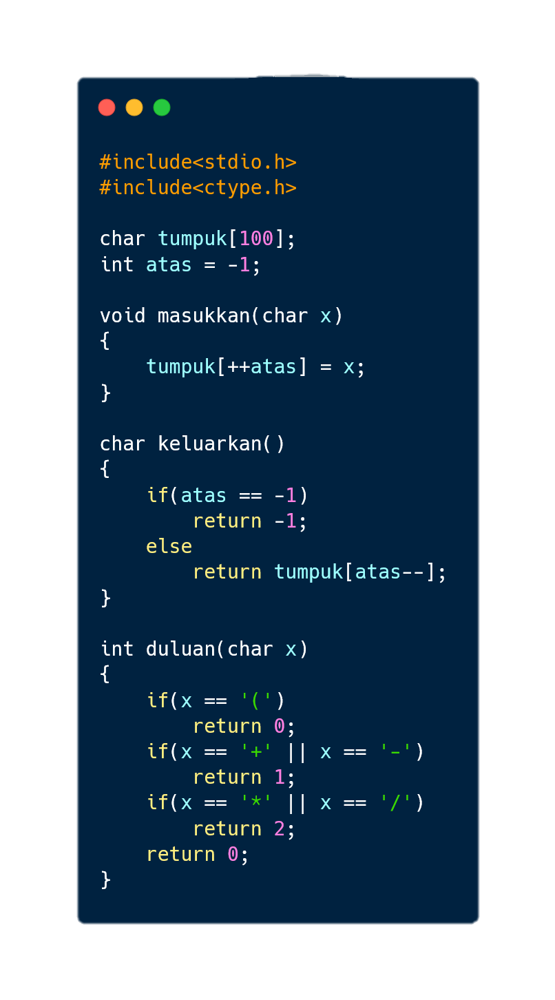 #include<stdio.h>
#include<ctype.h>

char tumpuk[100];
int atas = -1;

void masukkan(char x)
{
    tumpuk[++atas] = x;
}

char keluarkan()
{
    if(atas == -1)
        return -1;
    else
        return tumpuk[atas--];
}

int duluan(char x)
{
    if(x == '(')
        return 0;
    if(x == '+' || x == '-')
        return 1;
    if(x == '*' || x == '/')
        return 2;
    return 0;
}